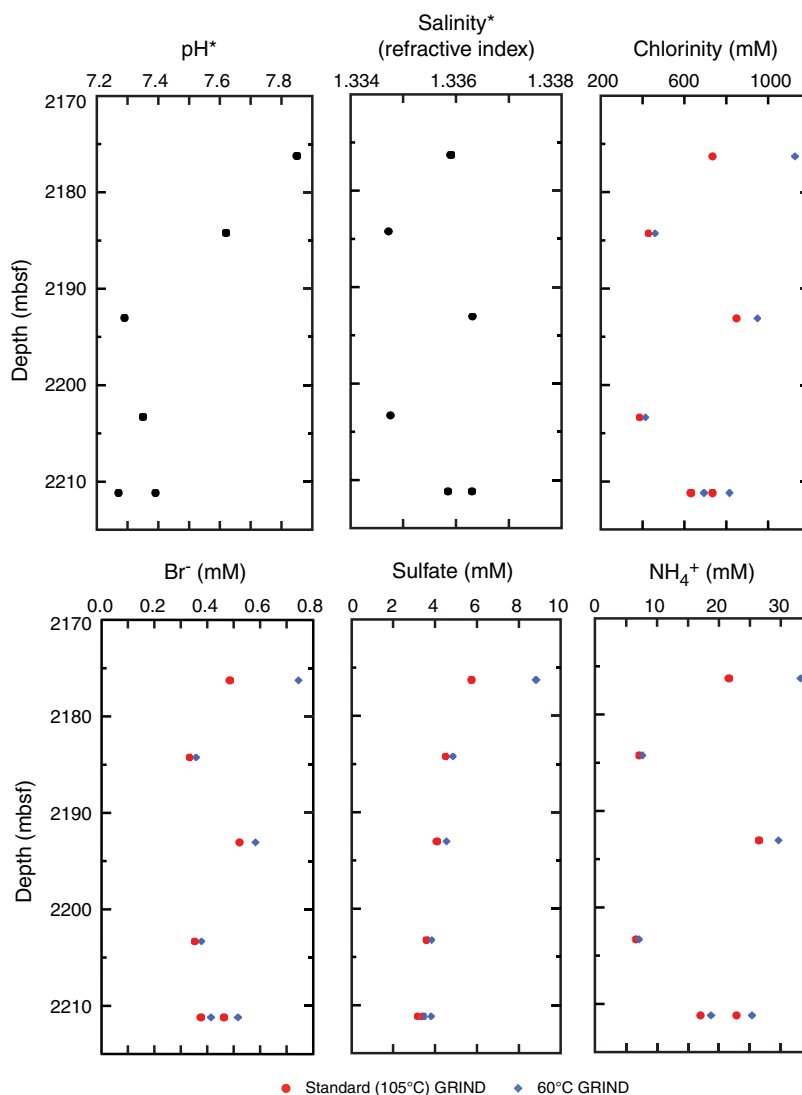 pH*
Salinity*
(refractive index)
Chlorinity (mM)
7.2 7.4 7.6 7.8
1.334 1.336 1.338
200 600 1000
Depth (mbsf)
2170
2180
2190
2200
2210
Br- (mM)
Sulfate (mM)
NH4+ (mM)
0.0 0.2 0.4 0.6 0.8
0 2 4 6 8 10
0 10 20 30
Depth (mbsf)
2170
2180
2190
2200
2210
Standard (105°C) GRIND 60°C GRIND